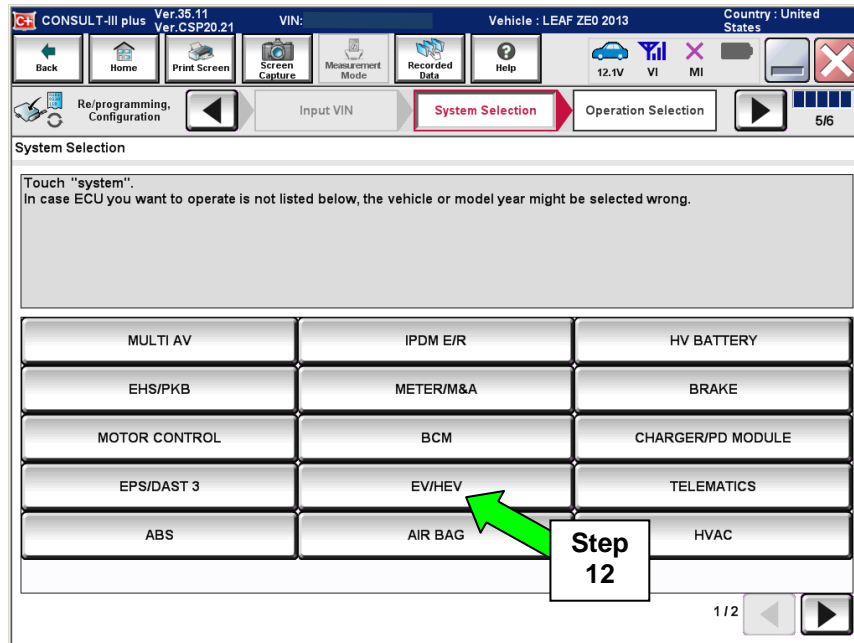 C+ CONSULT-III plus Ver.35.11 Ver.CSP20.21 VIN: Vehicle : LEAF ZE0 2013 Country : United States
Back Home Print Screen Screen Capture Measurement Mode Recorded Data Help 12.1V VI MI
Re/programming, Configuration Input VIN System Selection Operation Selection 5/6
System Selection
Touch "system".
In case ECU you want to operate is not listed below, the vehicle or model year might be selected wrong.
MULTI AV IPDM E/R HV BATTERY
EHS/PKB METER/M&A BRAKE
MOTOR CONTROL BCM CHARGER/PD MODULE
EPS/DAST 3 EV/HEV TELEMATICS
ABS AIR BAG HVAC
Step
12
1/2